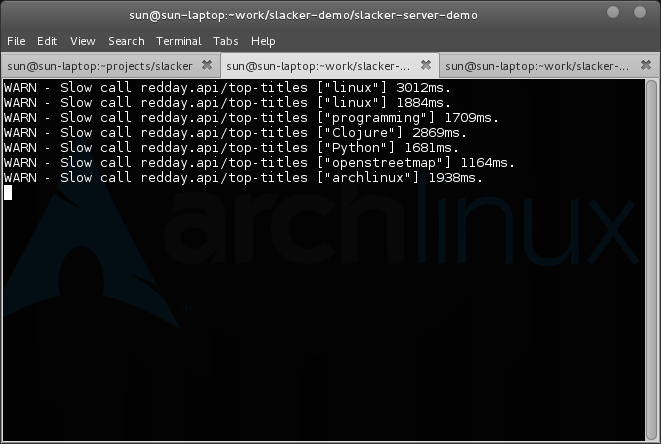 sun@sun-laptop:~work/slacker-demo/slacker-server-demo
File Edit View Search Terminal Tabs Help
sun@sun-laptop:~projects/slacker sun@sun-laptop:~work/slacker-... sun@sun-laptop:~work/slacker-...
WARN - Slow call redday.api/top-titles ["linux"] 3012ms.
WARN - Slow call redday.api/top-titles ["linux"] 1884ms.
WARN - Slow call redday.api/top-titles ["programming"] 1709ms.
WARN - Slow call redday.api/top-titles ["Clojure"] 2869ms.
WARN - Slow call redday.api/top-titles ["Python"] 1681ms.
WARN - Slow call redday.api/top-titles ["openstreetmap"] 1164ms.
WARN - Slow call redday.api/top-titles ["archlinux"] 1938ms.
archlinux
TM